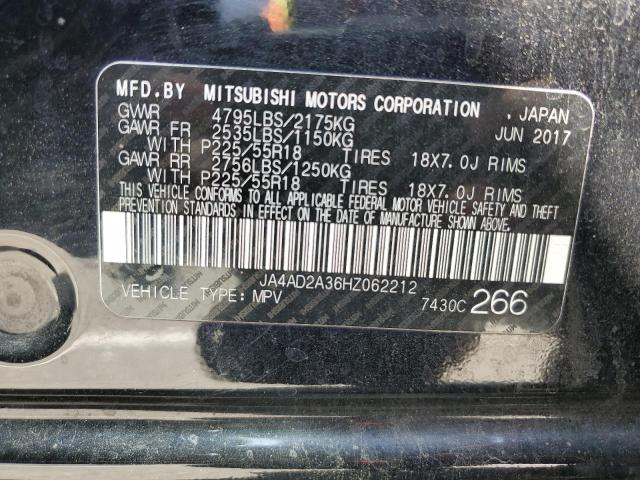 MFD.BY MITSUBISHI MOTORS CORPORATION , JAPAN
GVWR 4795LBS/2175KG JUN 2017
GAWR FR 2535LBS/1150KG
WITH P225/55R18 TIRES 18X7.0J RIMS
GAWR RR 2756LBS/1250KG
WITH P225/55R18 TIRES 18X7.0J RIMS
THIS VEHICLE CONFORMS TO ALL APPLICABLE FEDERAL MOTOR VEHICLE SAFETY AND THEFT
PREVENTION STANDARDS IN EFFECT ON THE DATE OF MANUFACTURE SHOWN ABOVE.
JA4AD2A36HZ062212
VEHICLE TYPE: MPV 7430C 266